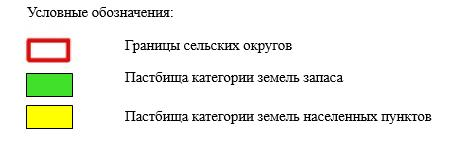 Условные обозначения:
Границы сельских округов
Пастбища категории земель запаса
Пастбища категории земель населенных пунктов